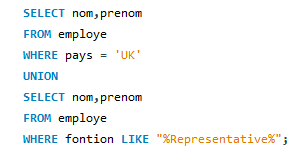 SELECT nom,prenom
FROM employe
WHERE pays = 'UK'
UNION
SELECT nom,prenom
FROM employe
WHERE fontion LIKE "%Representative%";